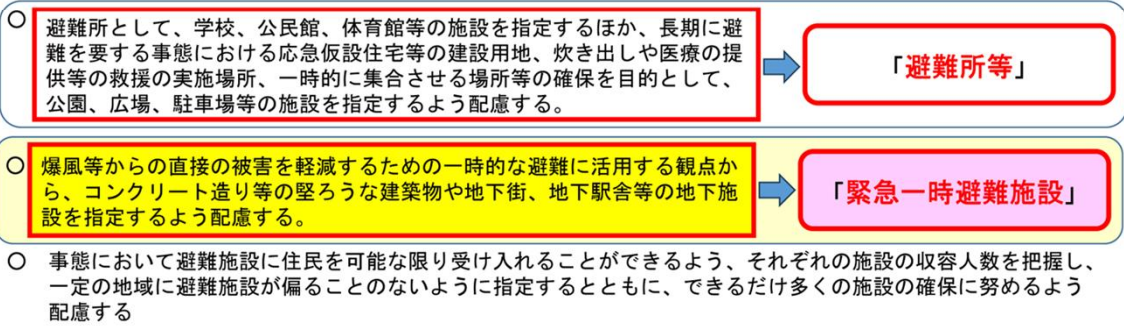 ○ 避難所として、学校、公民館、体育館等の施設を指定するほか、長期に避
難を要する事態における応急仮設住宅等の建設用地、炊き出しや医療の提
供等の救援の実施場所、一時的に集合させる場所等の確保を目的として、
公園、広場、駐車場等の施設を指定するよう配慮する。
「避難所等」
○ 爆風等からの直接の被害を軽減するための一時的な避難に活用する観点か
ら、コンクリート造り等の堅ろうな建築物や地下街、地下駅舎等の地下施
設を指定するよう配慮する。
「緊急一時避難施設」
○ 事態において避難施設に住民を可能な限り受け入れることができるよう、それぞれの施設の収容人数を把握し、
一定の地域に避難施設が偏ることのないように指定するとともに、できるだけ多くの施設の確保に努めるよう
配慮する